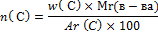 n( C) = w( C) × Mr(в – ва) / Ar (C) × 100